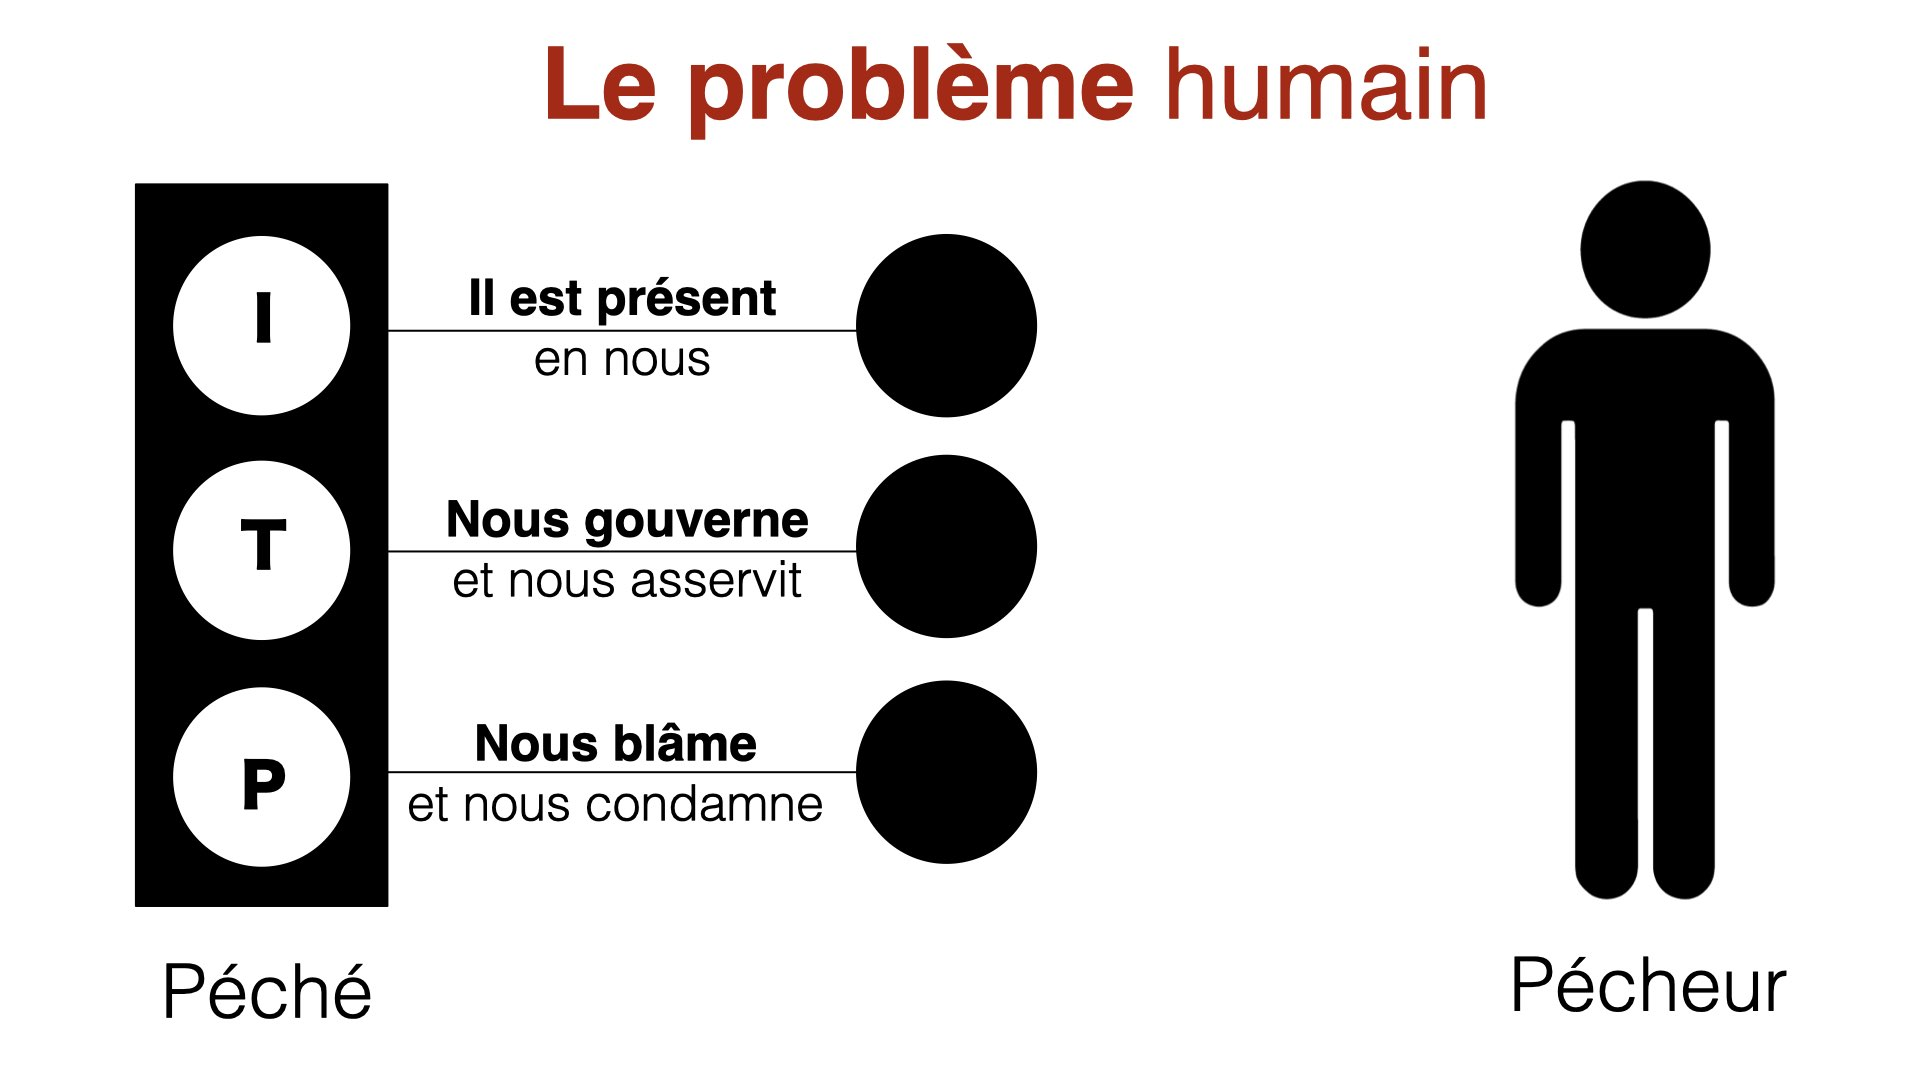 Le problème humain
I
Il est présent
en nous
T
Nous gouverne
et nous asservit
P
Nous blâme
et nous condamne
Péché
Pécheur